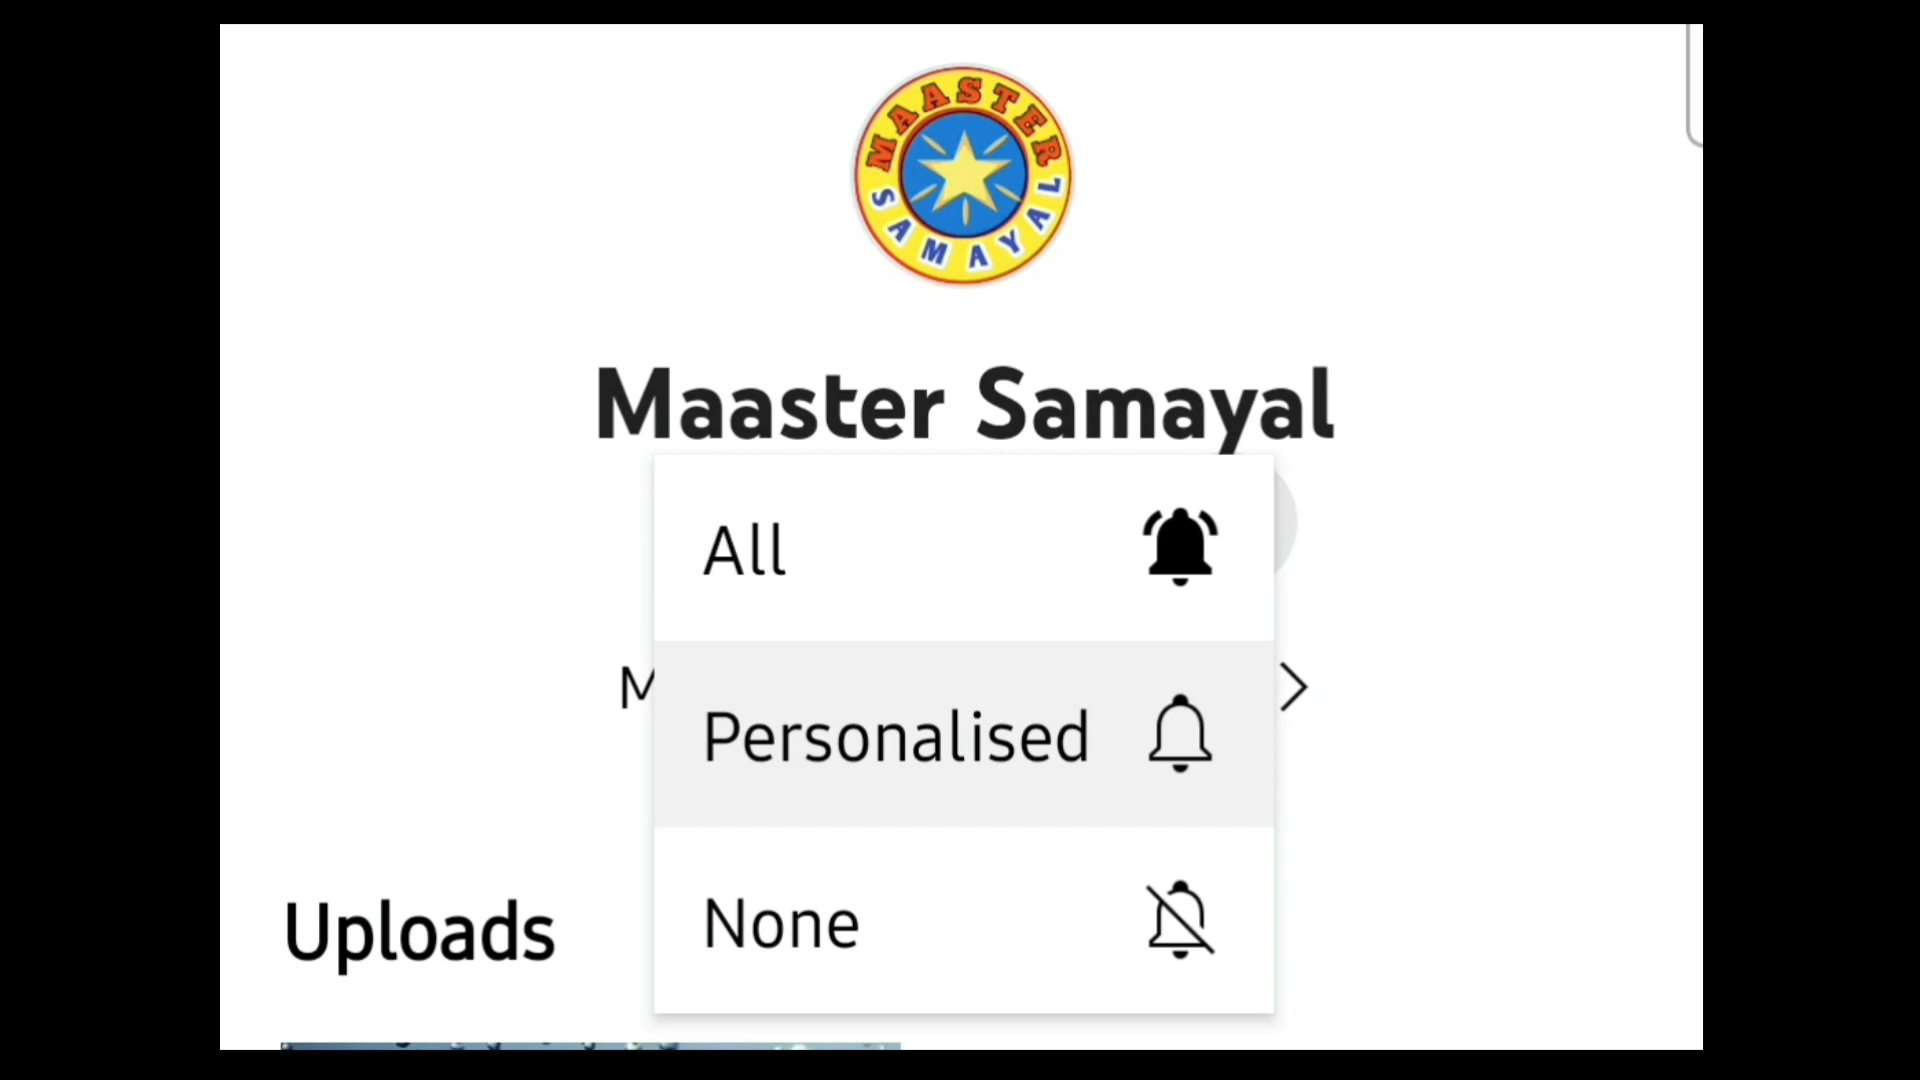 MAASTER
SAMAYAL
Maaster Samayal
All
M
Personalised
None
Uploads